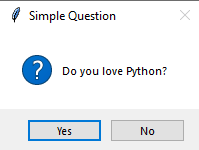 Simple Question
Do you love Python?
Yes
No